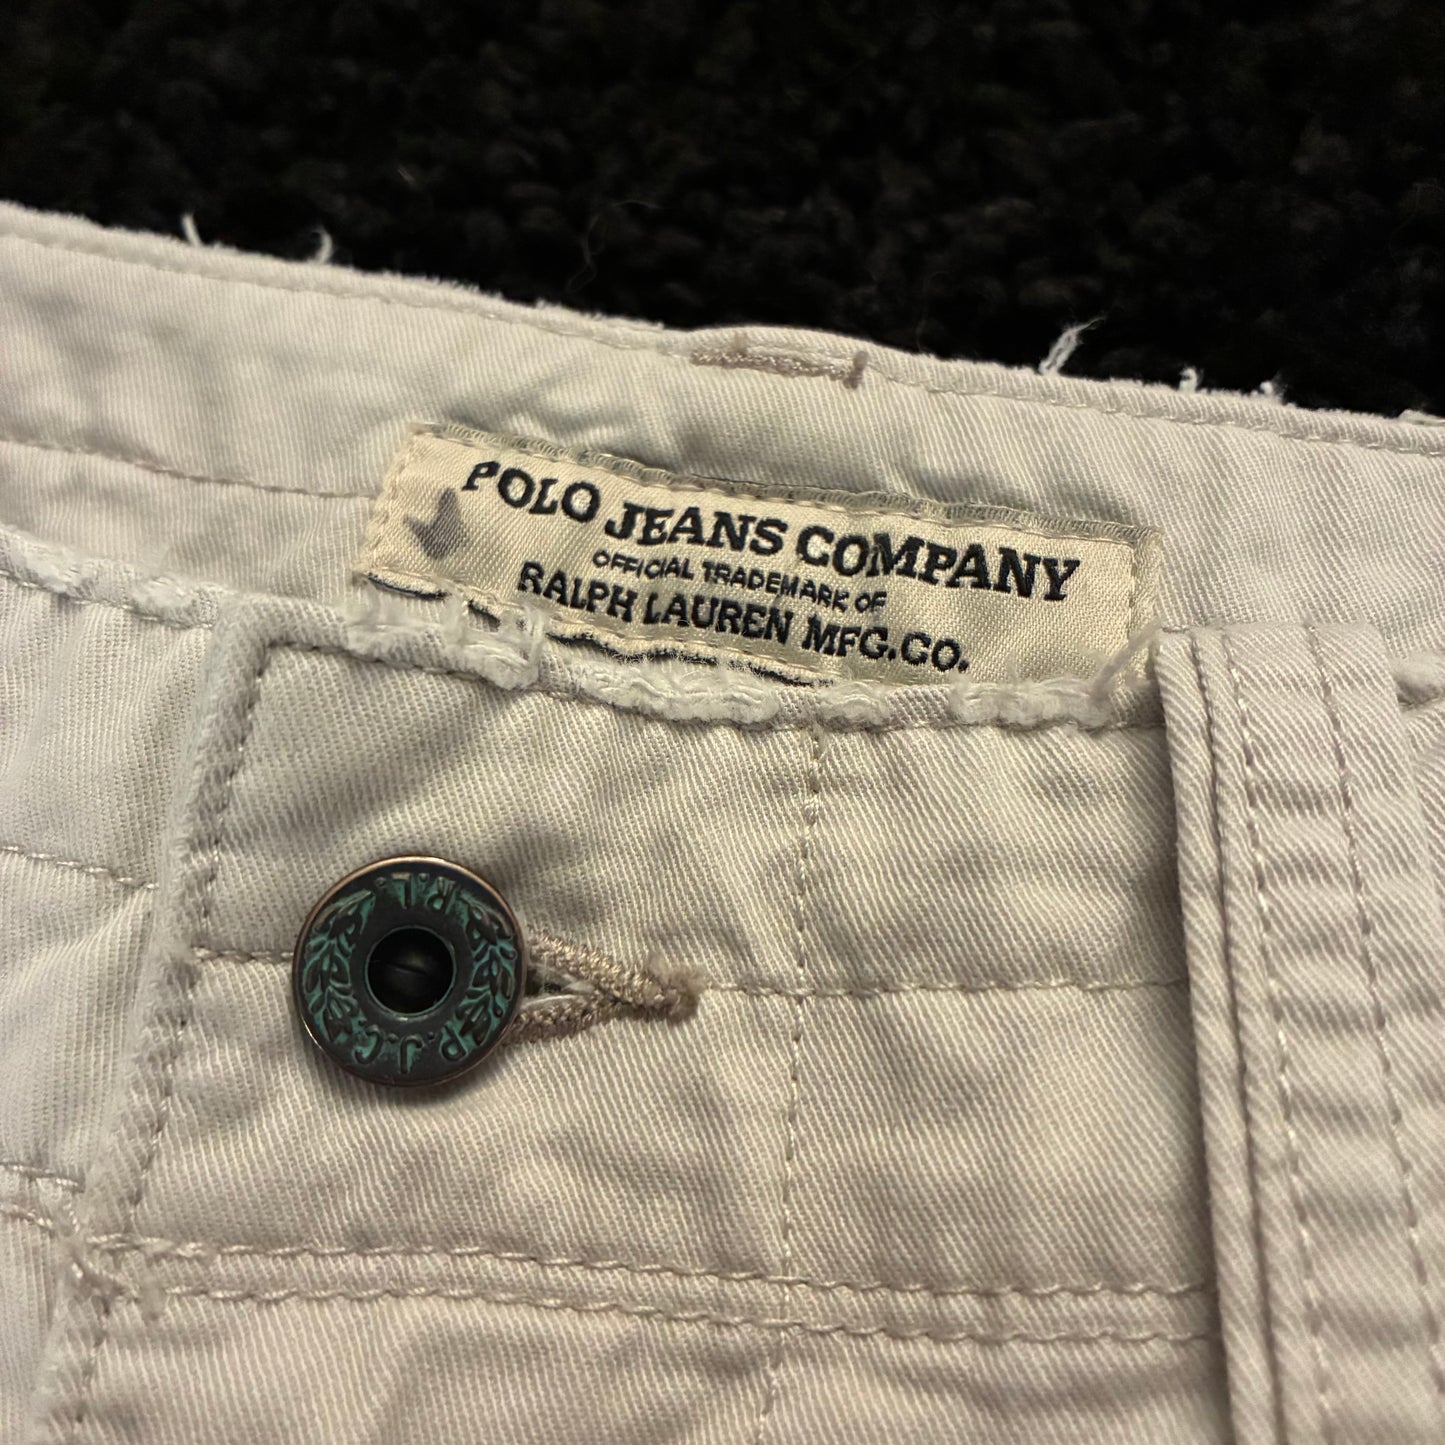 POLO JEANS COMPANY
OFFICIAL TRADEMARK OF
RALPH LAUREN MFG.CO.
R.L.
P.J.C.